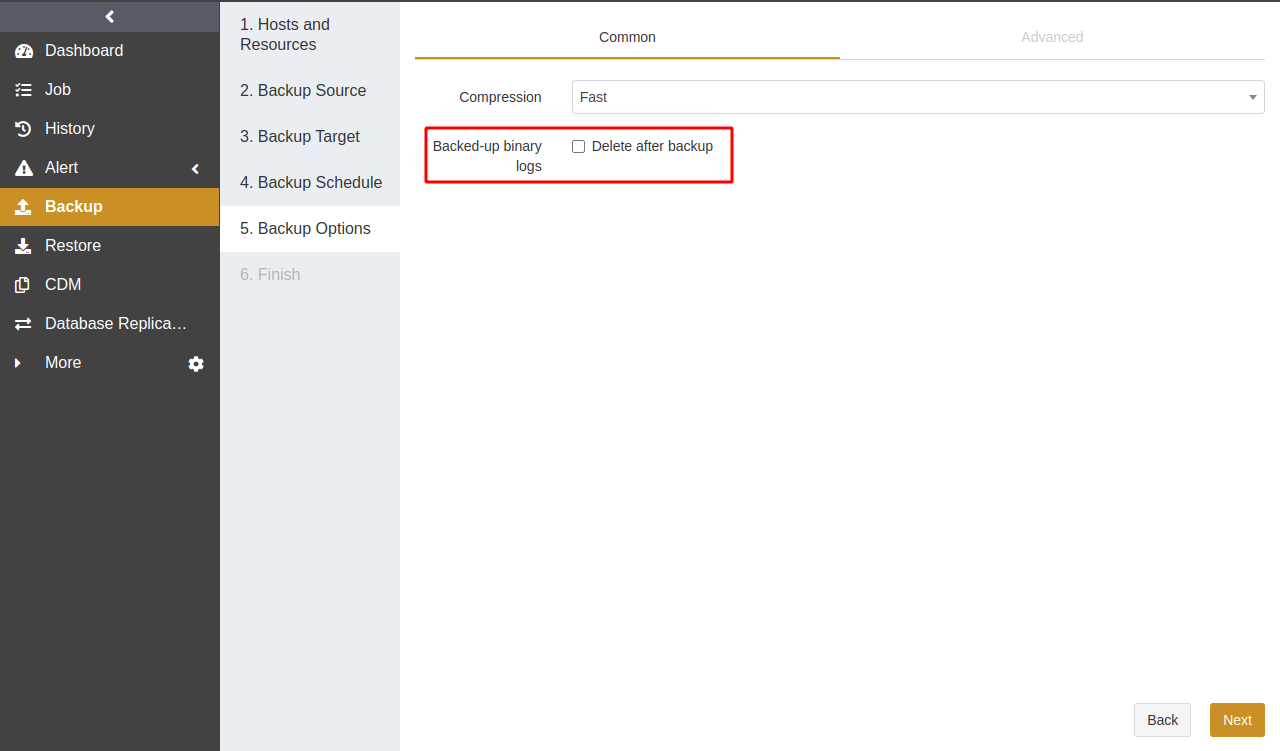 Dashboard
Job
History
Alert
Backup
Restore
CDM
Database Replica…
More
1. Hosts and
Resources
2. Backup Source
3. Backup Target
4. Backup Schedule
5. Backup Options
6. Finish
Common
Advanced
Compression
Fast
Backed-up binary
logs
Delete after backup
Back
Next